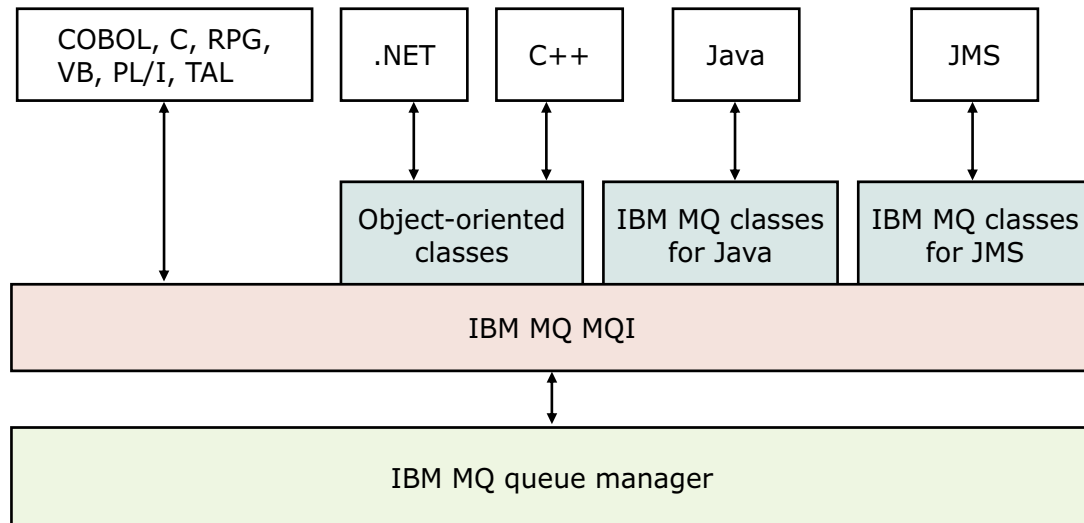 COBOL, C, RPG,
VB, PL/I, TAL
.NET
C++
Java
JMS
Object-oriented
classes
IBM MQ classes
for Java
IBM MQ classes
for JMS
IBM MQ MQI
IBM MQ queue manager